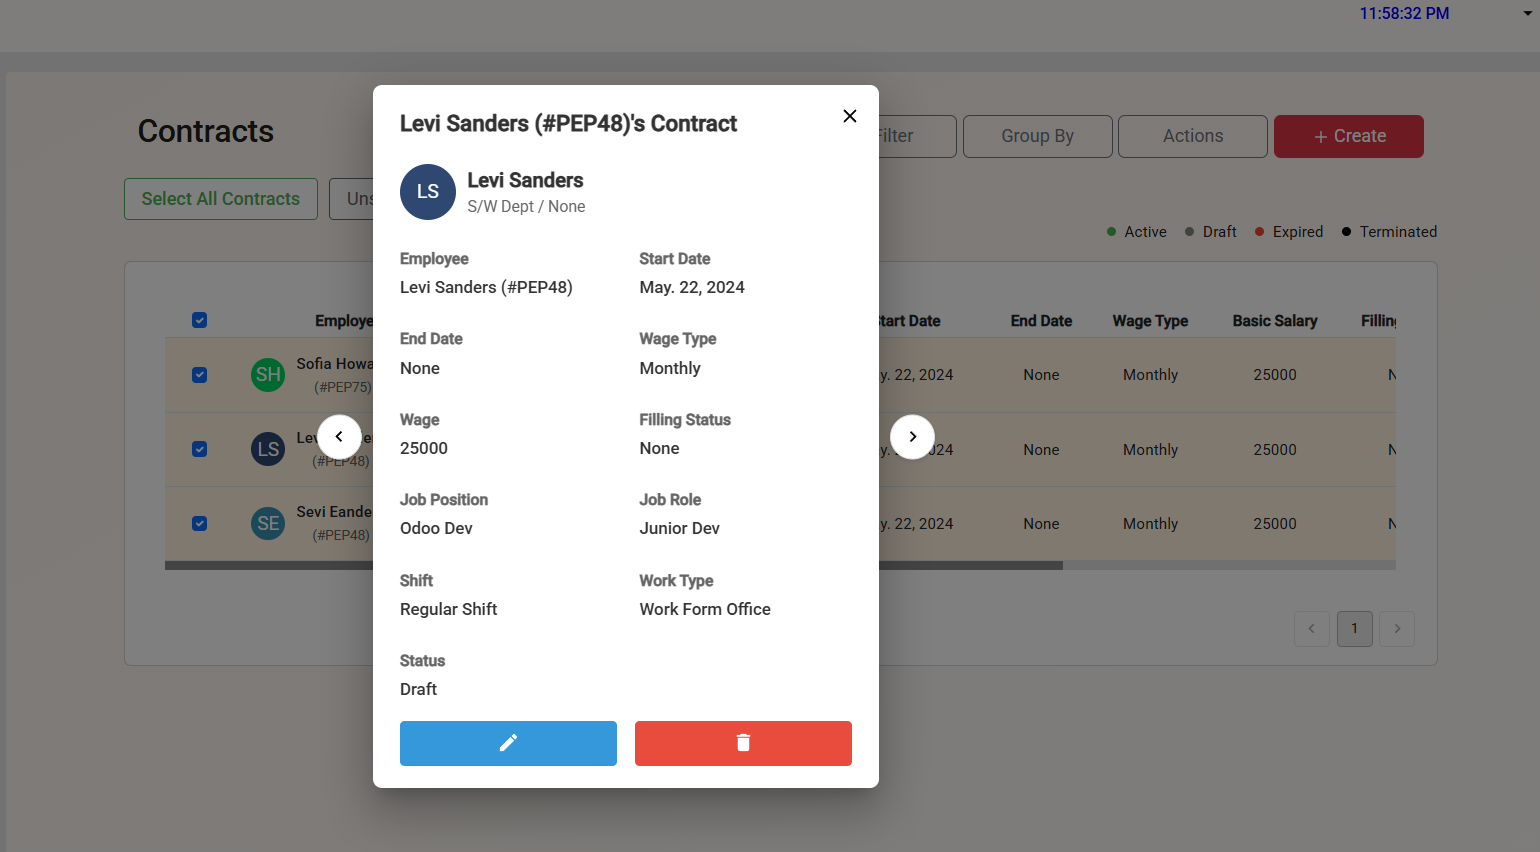 11:58:32 PM
Contracts
Filter
Group By
Actions
+ Create
Select All Contracts
Uns
Active
Draft
Expired
Terminated
Employe
Start Date
End Date
Wage Type
Basic Salary
Filling
SH
Sofia Howa
(#PEP75)
y. 22, 2024
None
Monthly
25000
N
LS
(#PEP48)
None
Monthly
25000
N
SE
Sevi Eande
(#PEP48)
y. 22, 2024
None
Monthly
25000
N
1
Levi Sanders (#PEP48)'s Contract
LS
Levi Sanders
S/W Dept / None
Employee
Start Date
Levi Sanders (#PEP48)
May. 22, 2024
End Date
Wage Type
None
Monthly
Wage
Filling Status
25000
None
Job Position
Job Role
Odoo Dev
Junior Dev
Shift
Work Type
Regular Shift
Work Form Office
Status
Draft